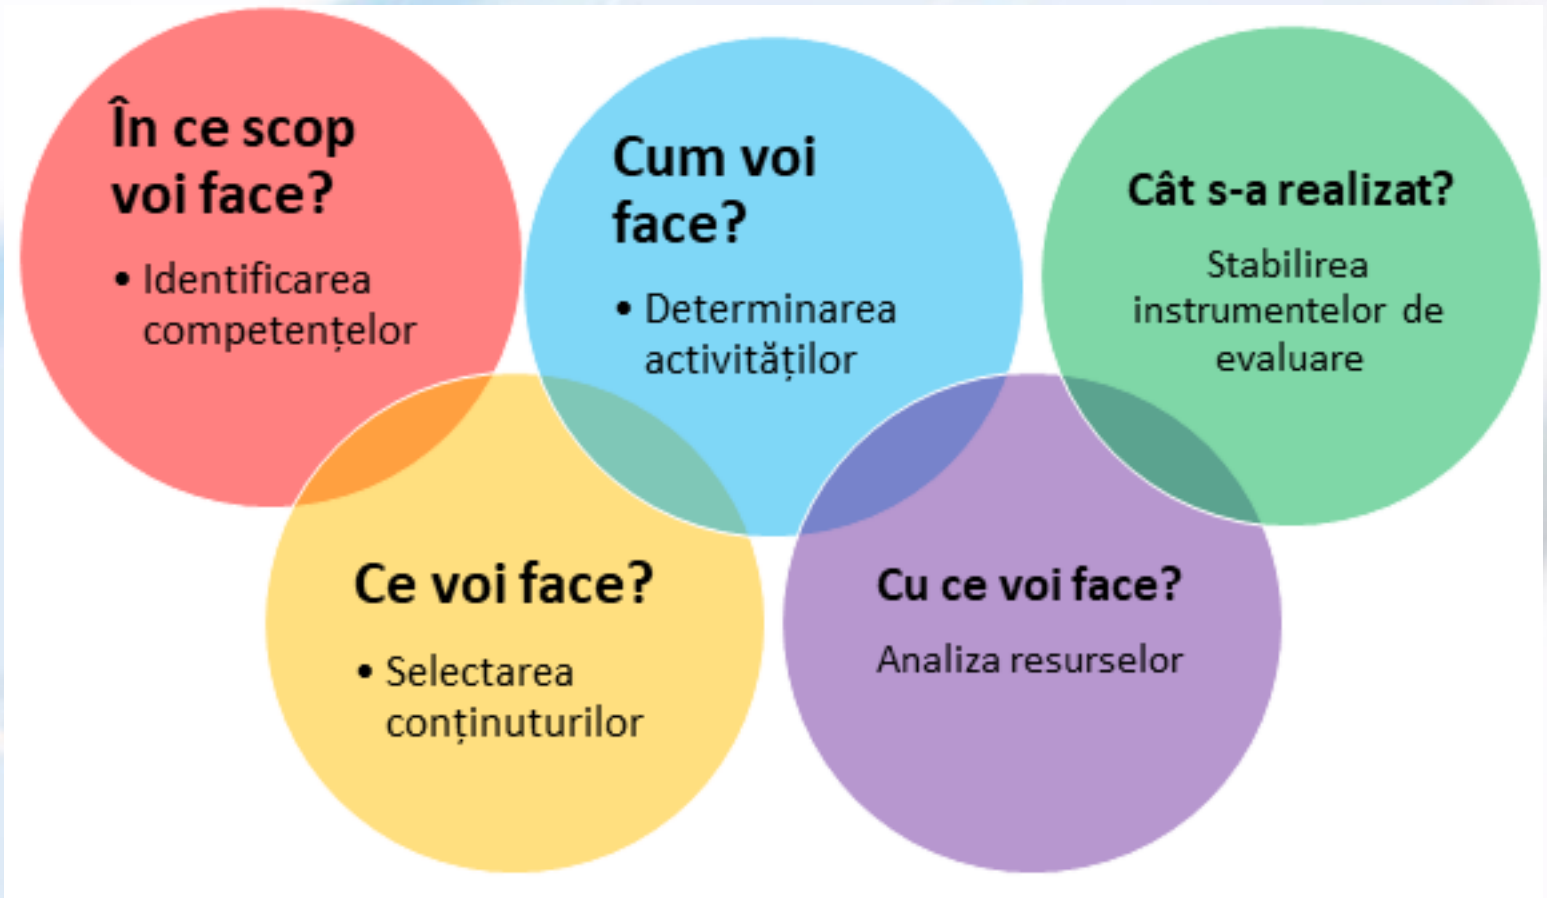 În ce scop
voi face?
• Identificarea
competențelor
Ce voi face?
• Selectarea
conținuturilor
Cum voi
face?
• Determinarea
activităților
Cu ce voi face?
Analiza resurselor
Cât s-a realizat?
Stabilirea
instrumentelor de
evaluare